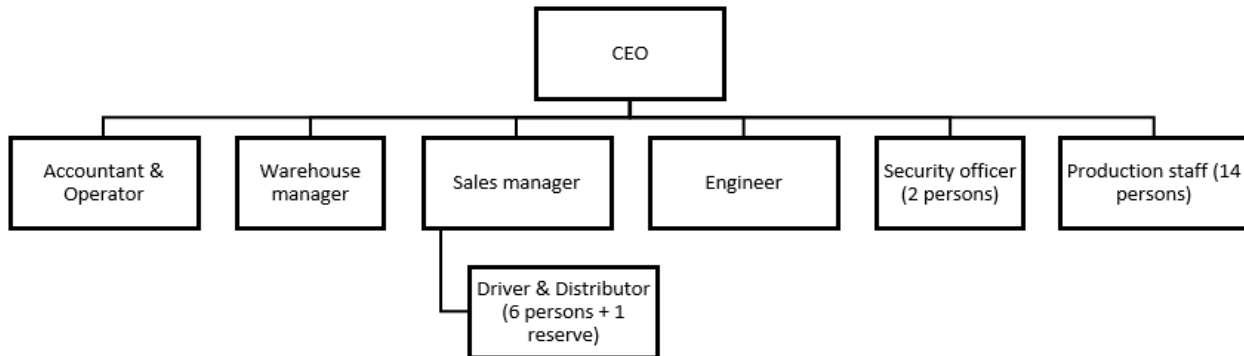 CEO
Accountant &
Operator
Warehouse
manager
Sales manager
Engineer
Security officer
(2 persons)
Production staff (14
persons)
Driver & Distributor
(6 persons + 1
reserve)